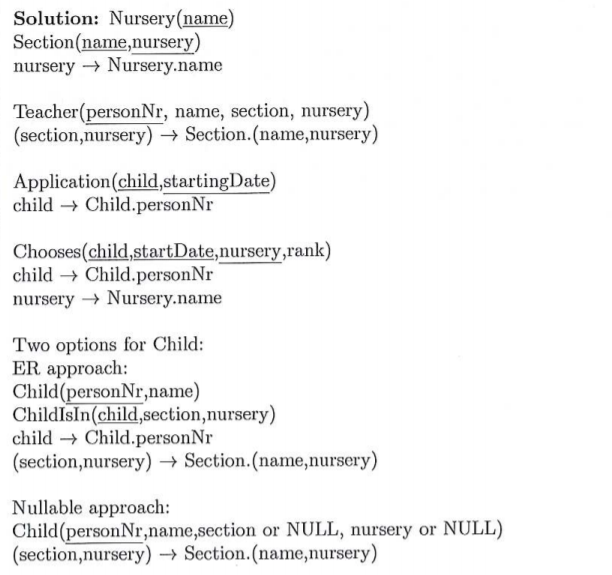 Solution: Nursery(name)
Section(name,nursery)
nursery → Nursery.name
Teacher(personNr, name, section, nursery)
(section,nursery) → Section.(name,nursery)
Application(child,startingDate)
child → Child.personNr
Chooses(child,startDate,nursery,rank)
child → Child.personNr
nursery → Nursery.name
Two options for Child:
ER approach:
Child(personNr,name)
ChildIsIn(child,section,nursery)
child → Child.personNr
(section,nursery) → Section.(name,nursery)
Nullable approach:
Child(personNr,name,section or NULL, nursery or NULL)
(section,nursery) → Section.(name,nursery)